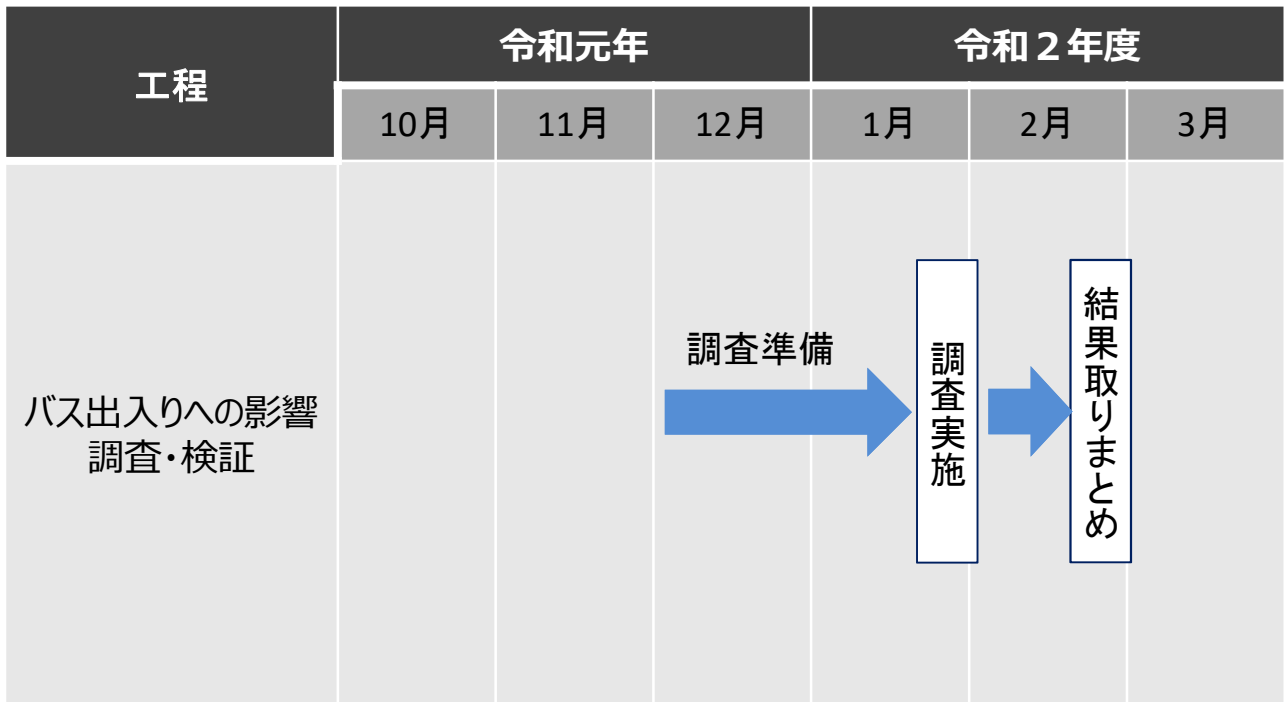 工程
令和元年
令和２年度
10月
11月
12月
1月
2月
3月
バス出入りへの影響
調査・検証
調査準備
調査実施
結果取りまとめ